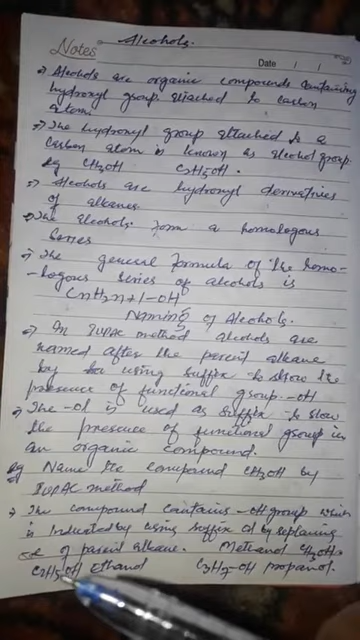 Alcohols.
Notes
Date / /
Alcohols are organic compounds containing
hydroxyl group attached to carbon
atom
The hydroxyl group attached to a
carbon atom is known as alcohol group.
eg CH3OH C2H5OH.
Alcohols are hydroxyl derivatives
of alkanes
The alcohols form a homologous
Series
The general formula of the homo-
-logous series of alcohols is
CnH2n+1-OH
Naming of Alcohols.
In IUPAC method alcohols are
named after the parent alkane
by using suffix to show the
presence of functional group -OH
The -ol is used as suffix to show
the presence of functional group in
an organic compound.
eg Name the compound CH3OH by
IUPAC method
The compound contains -OH group which
is indicated by using suffix ol by replacing
of parent alkane. Methanol CH3OH
C2H5OH Ethanol C3H7-OH propanol.